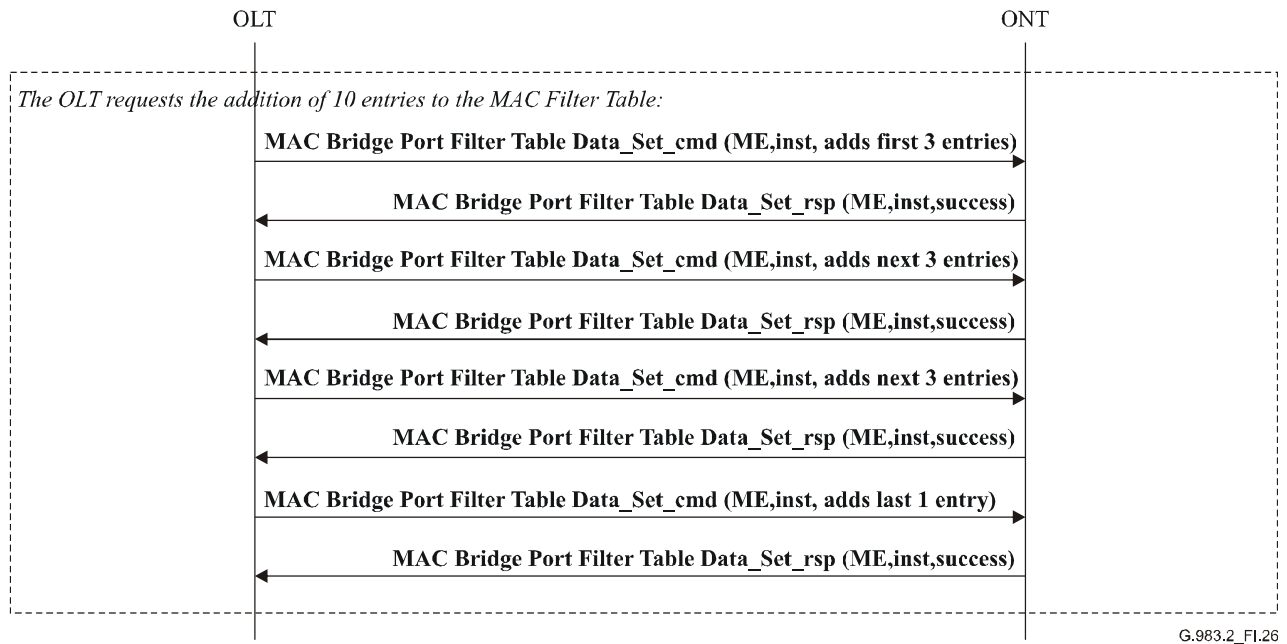 OLT
ONT
The OLT requests the addition of 10 entries to the MAC Filter Table:
MAC Bridge Port Filter Table Data_Set_cmd (ME,inst, adds first 3 entries)
MAC Bridge Port Filter Table Data_Set_rsp (ME,inst,success)
MAC Bridge Port Filter Table Data_Set_cmd (ME,inst, adds next 3 entries)
MAC Bridge Port Filter Table Data_Set_rsp (ME,inst,success)
MAC Bridge Port Filter Table Data_Set_cmd (ME,inst, adds next 3 entries)
MAC Bridge Port Filter Table Data_Set_rsp (ME,inst,success)
MAC Bridge Port Filter Table Data_Set_cmd (ME,inst, adds last 1 entry)
MAC Bridge Port Filter Table Data_Set_rsp (ME,inst,success)
G.983.2_FI.26